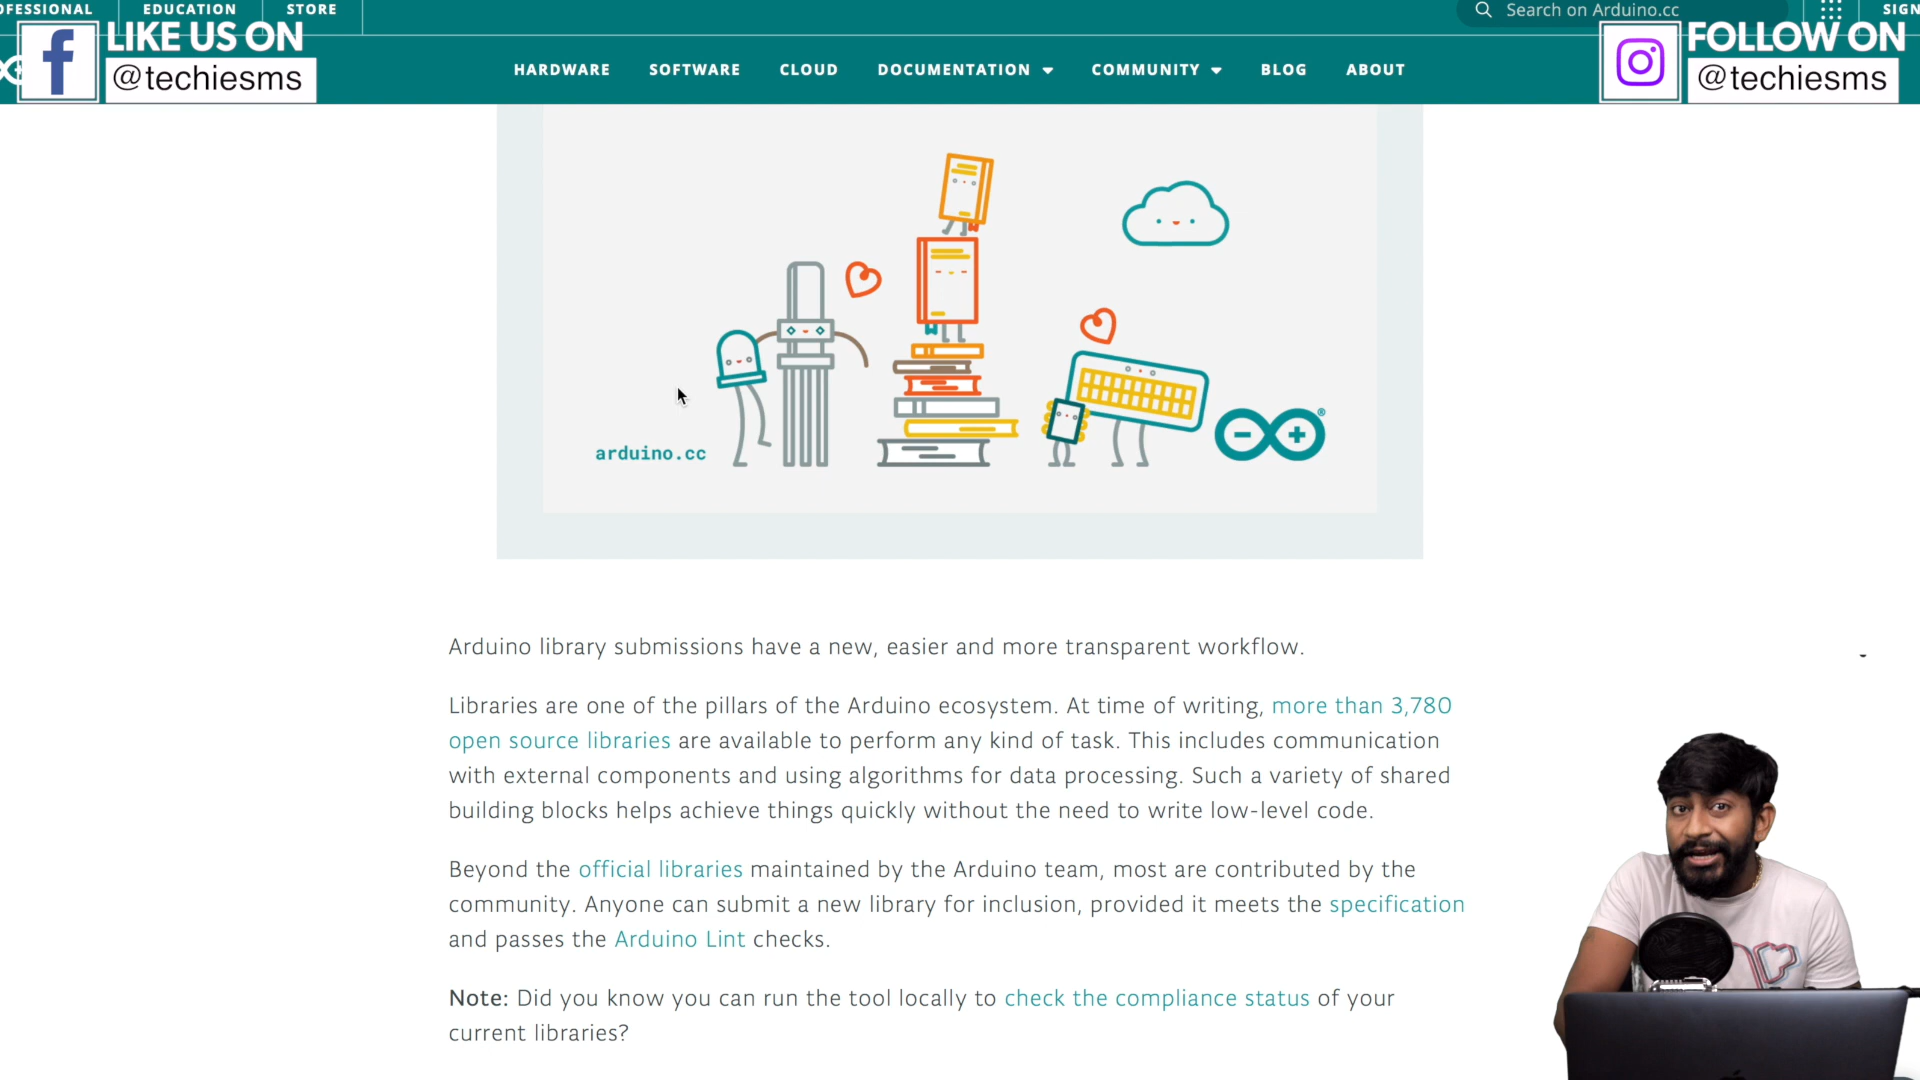 OFESSIONAL EDUCATION STORE Search on Arduino.cc SIGN
LIKE US ON
@techiesms
HARDWARE SOFTWARE CLOUD DOCUMENTATION COMMUNITY BLOG ABOUT
FOLLOW ON
@techiesms
arduino.cc
Arduino library submissions have a new, easier and more transparent workflow.
Libraries are one of the pillars of the Arduino ecosystem. At time of writing, more than 3,780
open source libraries are available to perform any kind of task. This includes communication
with external components and using algorithms for data processing. Such a variety of shared
building blocks helps achieve things quickly without the need to write low-level code.
Beyond the official libraries maintained by the Arduino team, most are contributed by the
community. Anyone can submit a new library for inclusion, provided it meets the specification
and passes the Arduino Lint checks.
Note: Did you know you can run the tool locally to check the compliance status of your
current libraries?